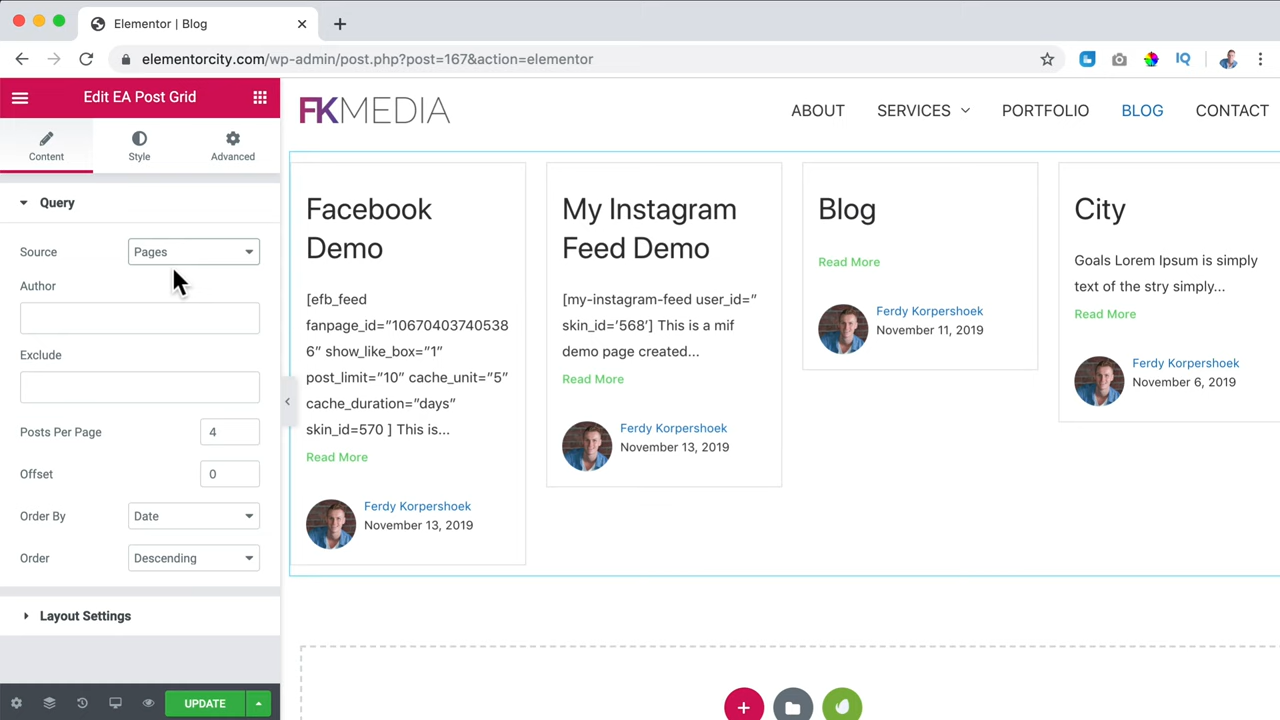 Elementor | Blog
elementorcity.com/wp-admin/post.php?post=167&action=elementor
IQ
Edit EA Post Grid
Content
Style
Advanced
Query
Source
Pages
Author
Exclude
Posts Per Page
4
Offset
0
Order By
Date
Order
Descending
Layout Settings
UPDATE
FKMEDIA
ABOUT
SERVICES
PORTFOLIO
BLOG
CONTACT
Facebook
Demo
[efb_feed
fanpage_id="10670403740538
6" show_like_box="1"
post_limit="10" cache_unit="5"
cache_duration="days"
skin_id=570 ] This is...
Read More
Ferdy Korpershoek
November 13, 2019
My Instagram
Feed Demo
[my-instagram-feed user_id="
skin_id='568'] This is a mif
demo page created...
Read More
Ferdy Korpershoek
November 13, 2019
Blog
Read More
Ferdy Korpershoek
November 11, 2019
City
Goals Lorem Ipsum is simply
text of the stry simply...
Read More
Ferdy Korpershoek
November 6, 2019